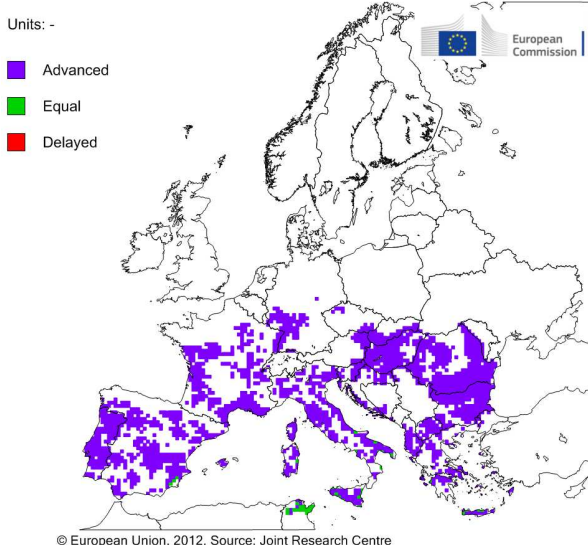 Units: -
Advanced
Equal
Delayed
European
Commission
© European Union, 2012. Source: Joint Research Centre